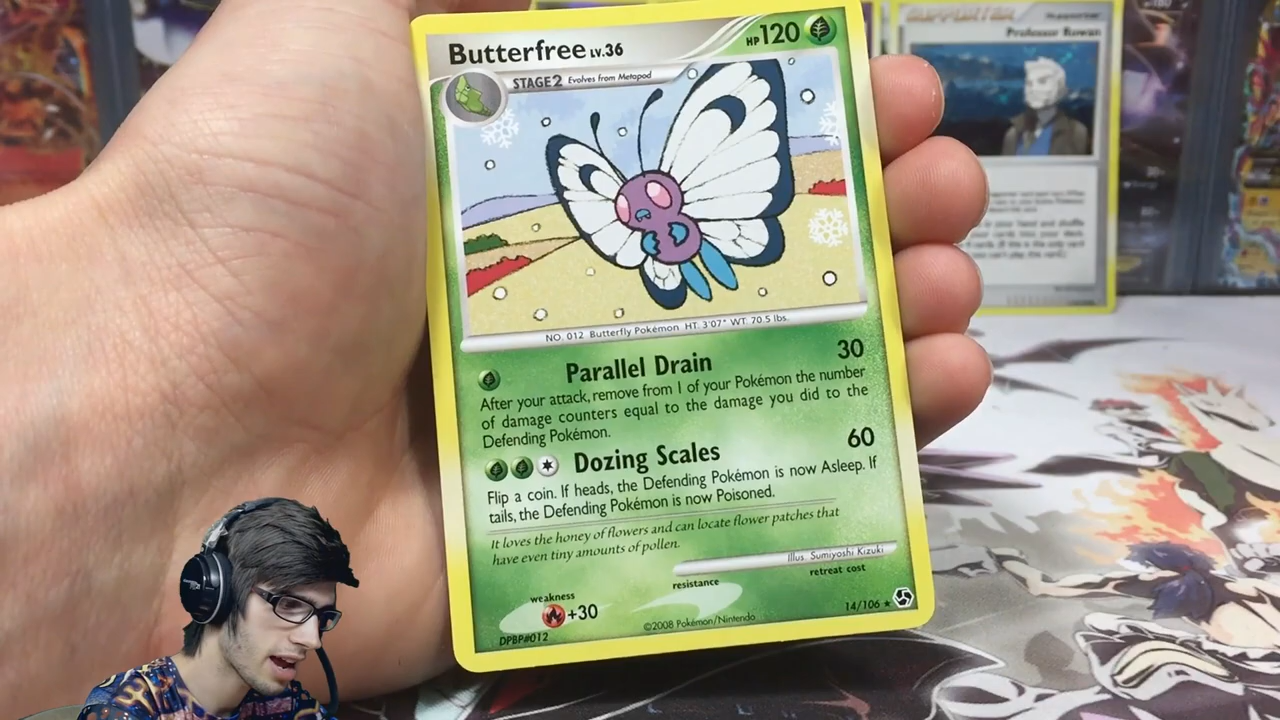 Butterfree LV.36
HP 120
STAGE2 Evolves from Metapod
NO. 012 Butterfly Pokémon HT. 3'07" WT. 70.5 lbs.
Parallel Drain 30
After your attack, remove from 1 of your Pokémon the number
of damage counters equal to the damage you did to the
Defending Pokémon.
Dozing Scales 60
Flip a coin. If heads, the Defending Pokémon is now Asleep. If
tails, the Defending Pokémon is now Poisoned.
It loves the honey of flowers and can locate flower patches that
have even tiny amounts of pollen.
Illus. Sumiyoshi Kizuki
weakness resistance retreat cost
+30
DPBP#012
©2008 Pokémon/Nintendo
14/106
SUPPORTER
Professor Rowan